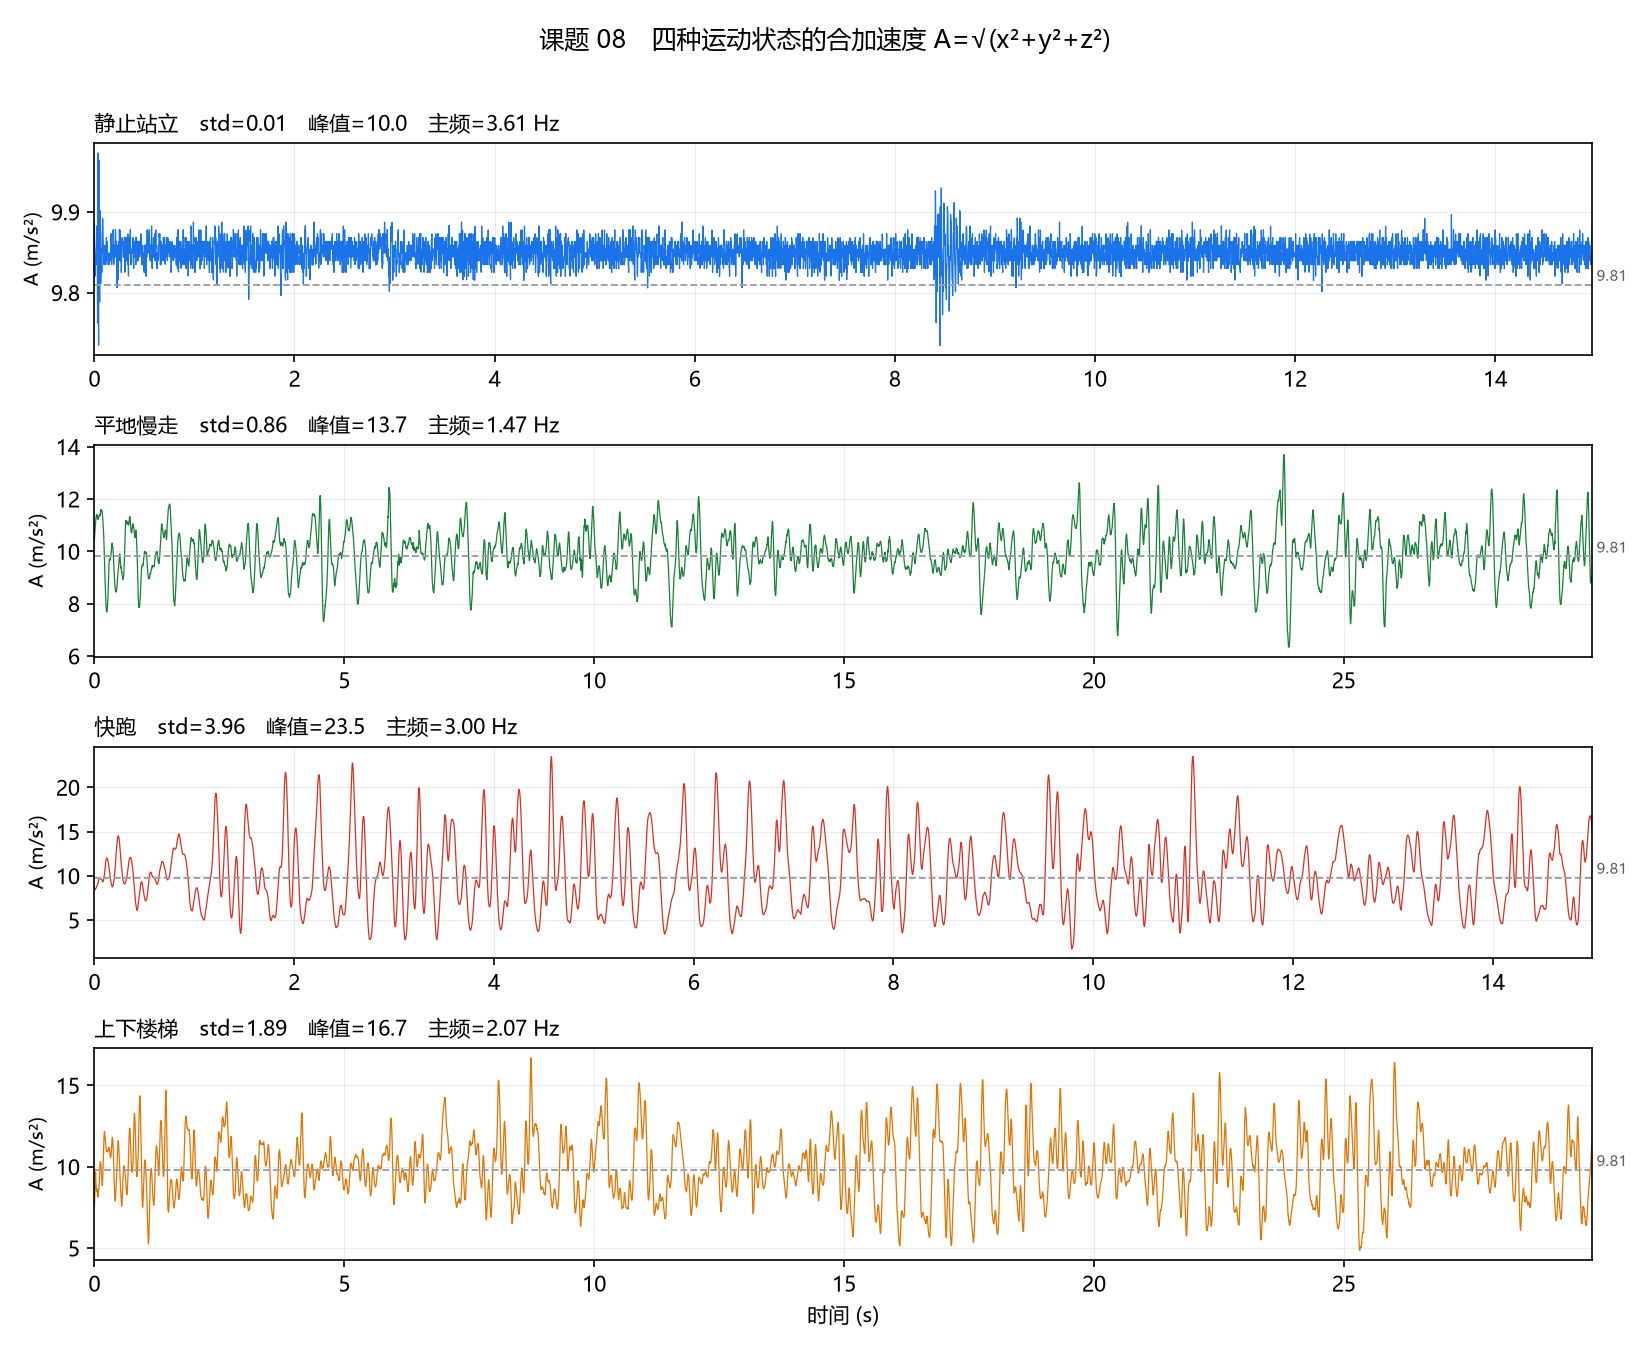 课题 08　四种运动状态的合加速度 A=√(x²+y²+z²)
静止站立　std=0.01　峰值=10.0　主频=3.61 Hz
A (m/s²)
9.9
9.8
9.81
0 2 4 6 8 10 12 14
平地慢走　std=0.86　峰值=13.7　主频=1.47 Hz
A (m/s²)
14
12
10
8
6
9.81
0 5 10 15 20 25
快跑　std=3.96　峰值=23.5　主频=3.00 Hz
A (m/s²)
20
15
10
5
9.81
0 2 4 6 8 10 12 14
上下楼梯　std=1.89　峰值=16.7　主频=2.07 Hz
A (m/s²)
15
10
5
9.81
0 5 10 15 20 25
时间 (s)